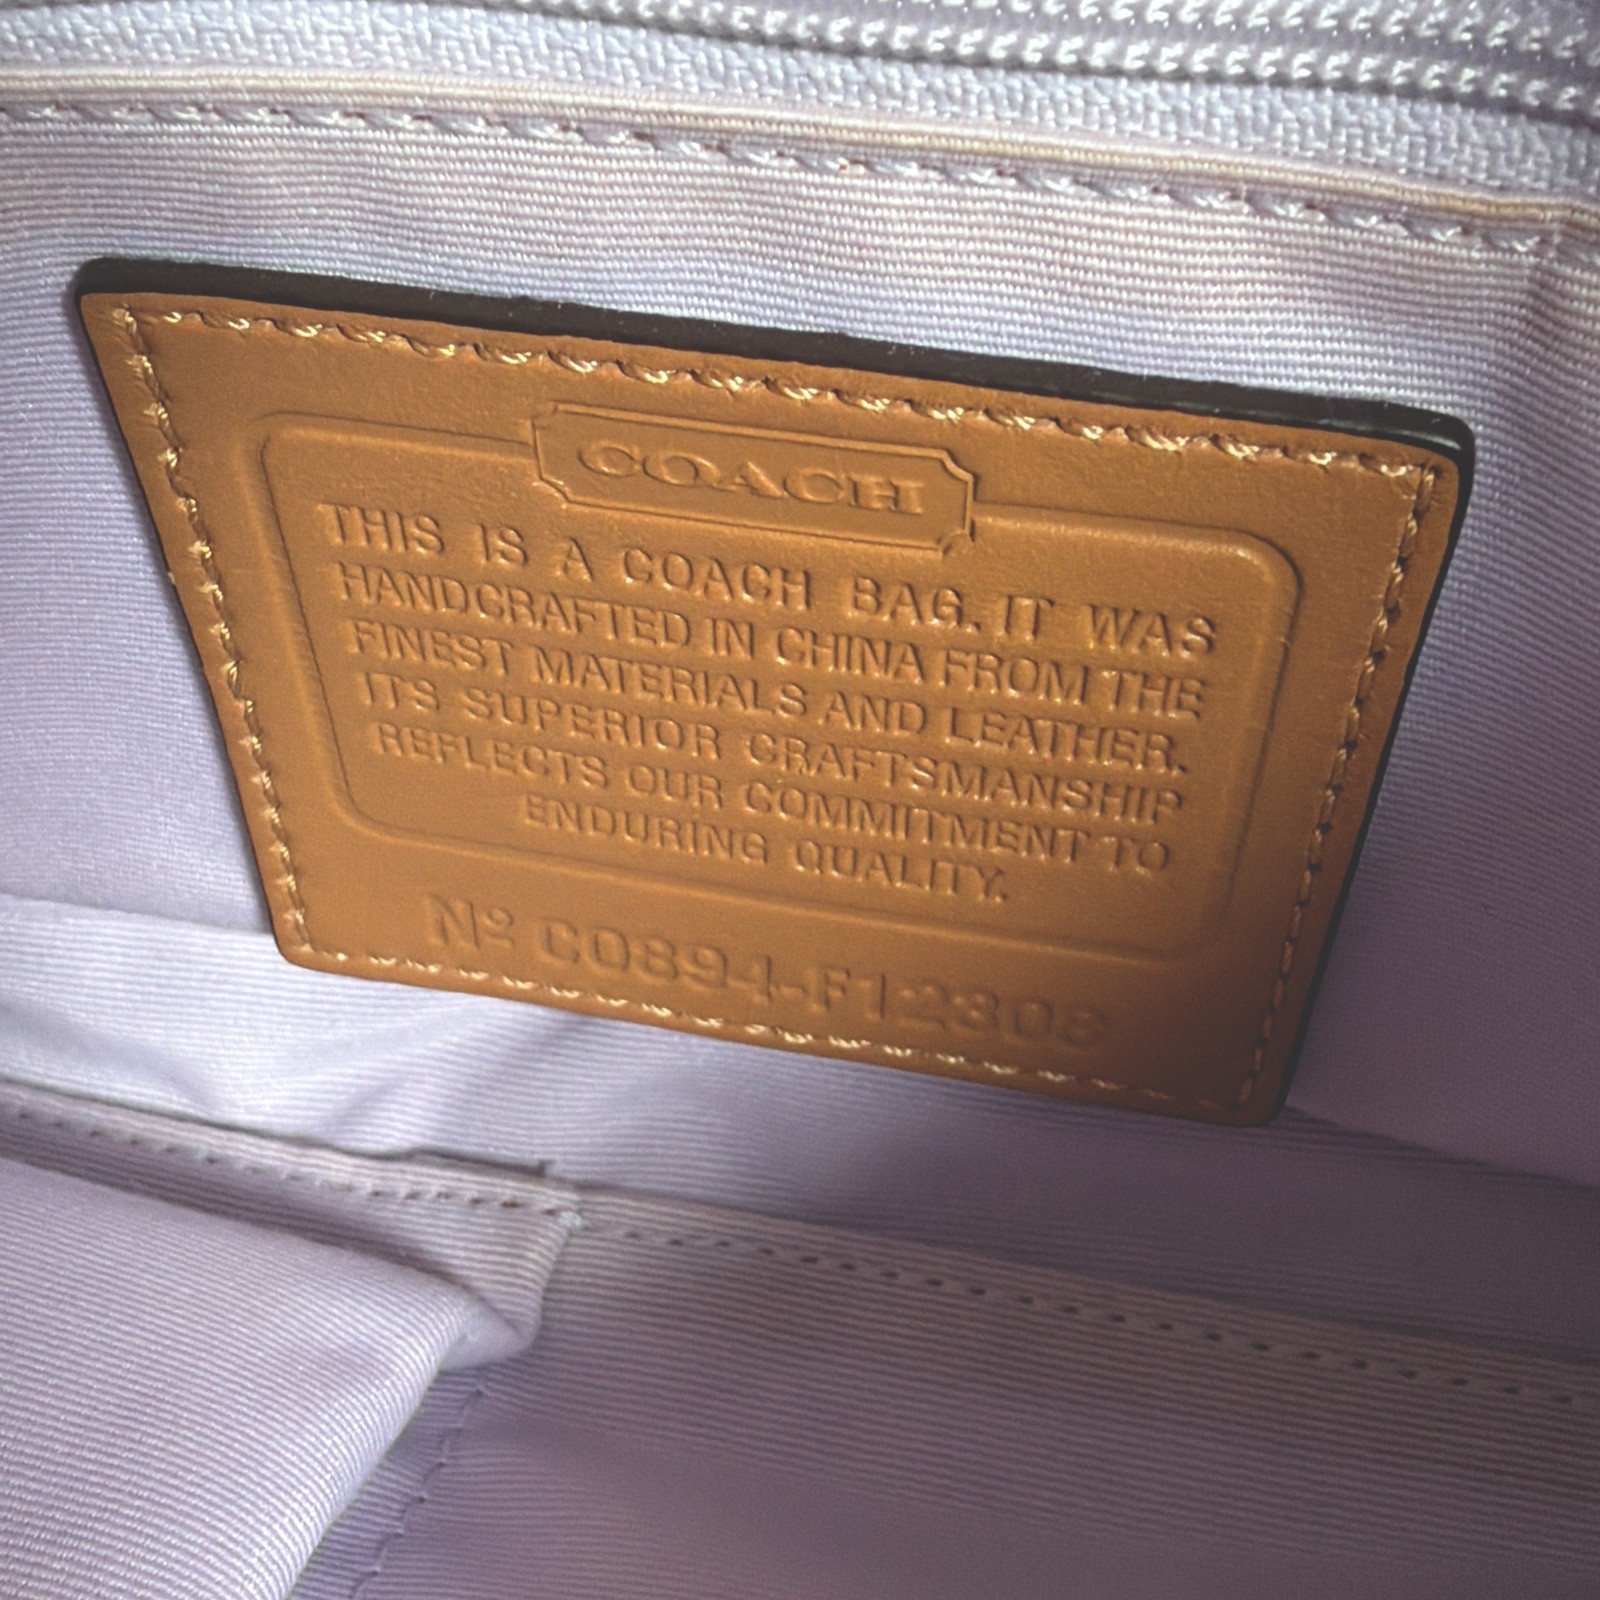 COACH
THIS IS A COACH BAG. IT WAS
HANDCRAFTED IN CHINA FROM THE
FINEST MATERIALS AND LEATHER.
ITS SUPERIOR CRAFTSMANSHIP
REFLECTS OUR COMMITMENT TO
ENDURING QUALITY.
Nº C0894-F12308